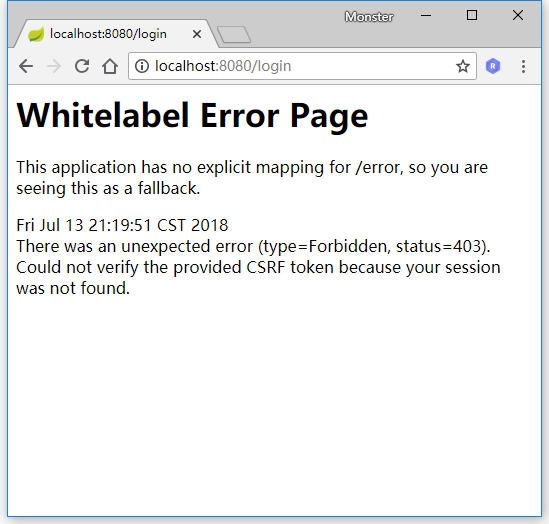 Monster
localhost:8080/login
localhost:8080/login
R
Whitelabel Error Page
This application has no explicit mapping for /error, so you are
seeing this as a fallback.
Fri Jul 13 21:19:51 CST 2018
There was an unexpected error (type=Forbidden, status=403).
Could not verify the provided CSRF token because your session
was not found.